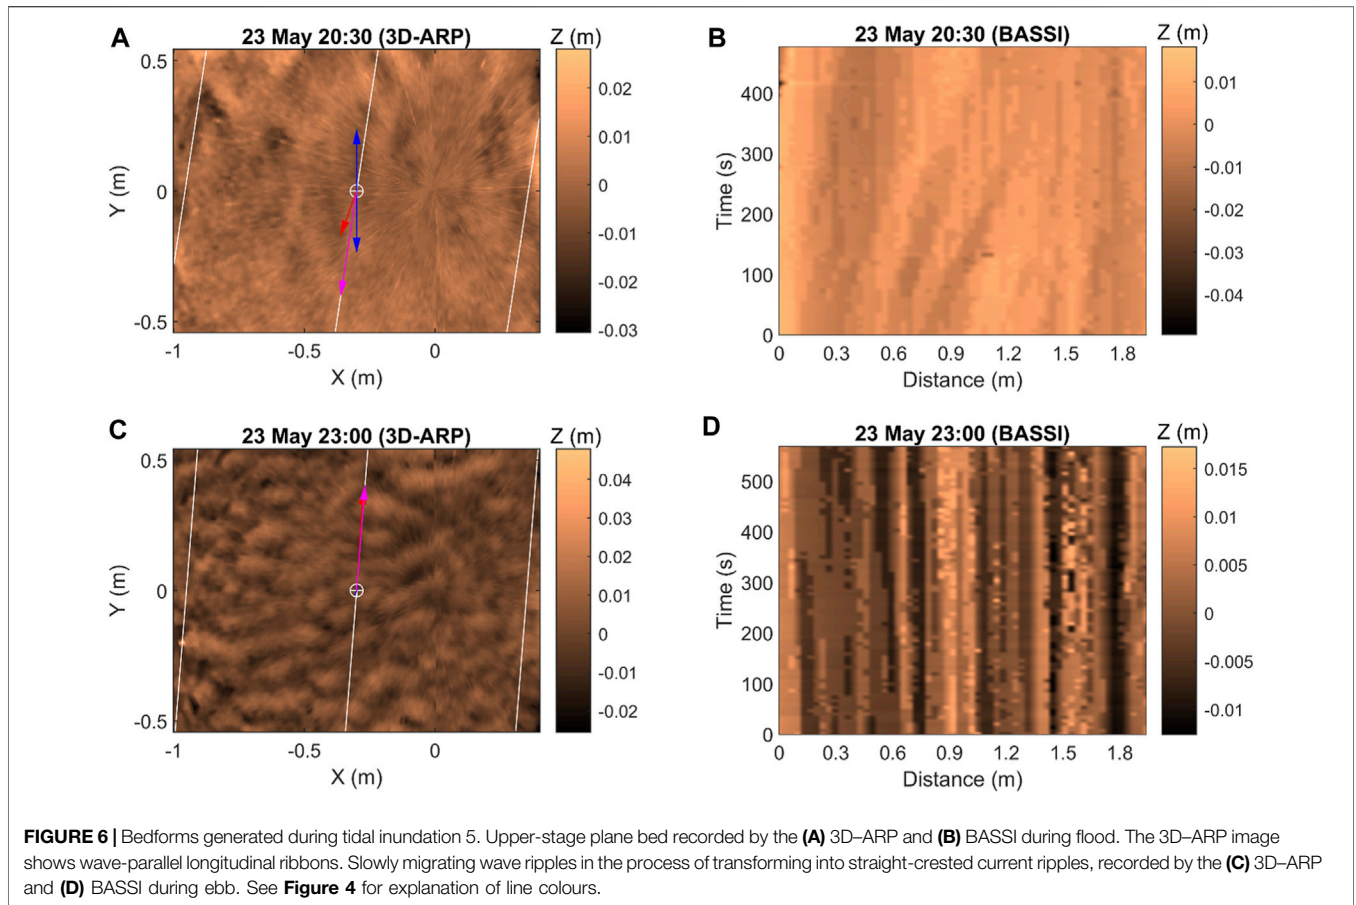 A
23 May 20:30 (3D-ARP)
Z (m)
0.5
0
-0.5
Y (m)
-1
-0.5
0
X (m)
0.02
0.01
0
-0.01
-0.02
-0.03
B
23 May 20:30 (BASSI)
Z (m)
400
300
200
100
0
Time (s)
0
0.3
0.6
0.9
1.2
1.5
1.8
Distance (m)
0.01
0
-0.01
-0.02
-0.03
-0.04
C
23 May 23:00 (3D-ARP)
Z (m)
0.5
0
-0.5
Y (m)
-1
-0.5
0
X (m)
0.04
0.03
0.02
0.01
0
-0.01
-0.02
D
23 May 23:00 (BASSI)
Z (m)
500
400
300
200
100
0
Time (s)
0
0.3
0.6
0.9
1.2
1.5
1.8
Distance (m)
0.015
0.01
0.005
0
-0.005
-0.01
FIGURE 6 | Bedforms generated during tidal inundation 5. Upper-stage plane bed recorded by the (A) 3D–ARP and (B) BASSI during flood. The 3D–ARP image
shows wave-parallel longitudinal ribbons. Slowly migrating wave ripples in the process of transforming into straight-crested current ripples, recorded by the (C) 3D–ARP
and (D) BASSI during ebb. See Figure 4 for explanation of line colours.